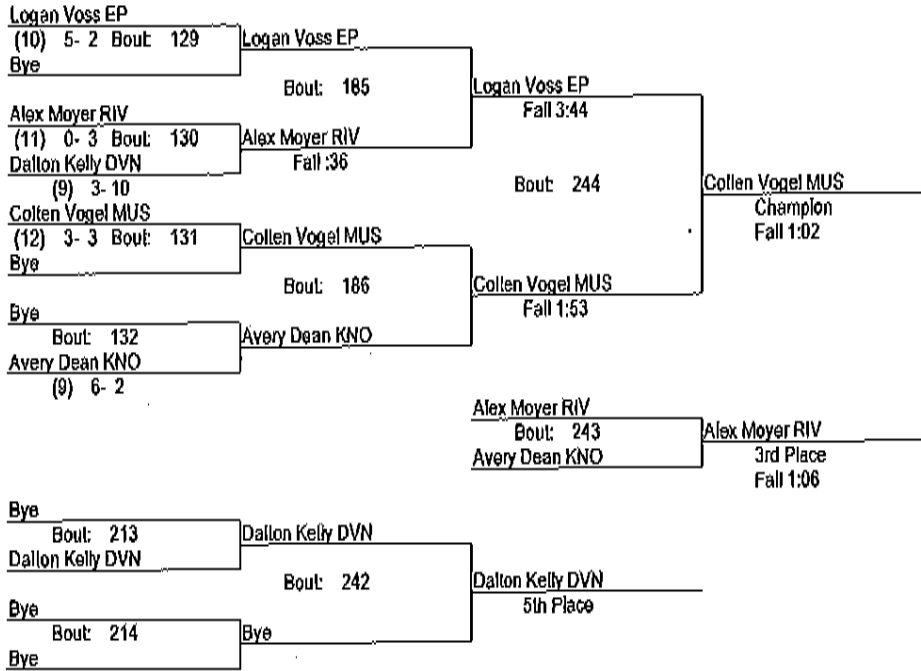 Logan Voss EP
(10) 5- 2 Bout: 129
Bye
Logan Voss EP
Bout: 185
Alex Moyer RIV
(11) 0- 3 Bout: 130
Dalton Kelly DVN
(9) 3- 10
Alex Moyer RIV
Fall :36
Logan Voss EP
Fall 3:44
Colten Vogel MUS
(12) 3- 3 Bout: 131
Bye
Colten Vogel MUS
Bout: 186
Bye
Bout: 132
Avery Dean KNO
(9) 6- 2
Avery Dean KNO
Colten Vogel MUS
Fall 1:53
Bout: 244
Colten Vogel MUS
Champion
Fall 1:02
Alex Moyer RIV
Bout: 243
Avery Dean KNO
Alex Moyer RIV
3rd Place
Fall 1:06
Bye
Bout: 213
Dalton Kelly DVN
Dalton Kelly DVN
Bout: 242
Bye
Bout: 214
Bye
Bye
Dalton Kelly DVN
5th Place